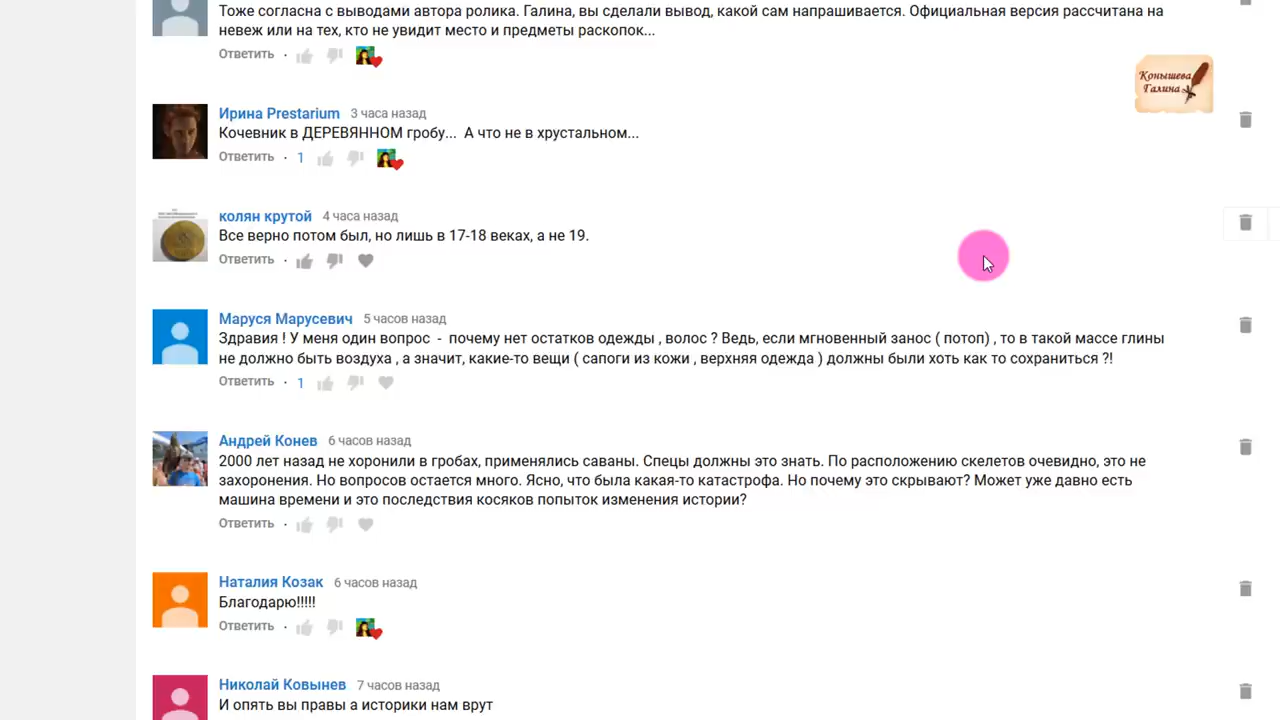 Тоже согласна с выводами автора ролика. Галина, вы сделали вывод, какой сам напрашивается. Официальная версия рассчитана на
невеж или на тех, кто не увидит место и предметы раскопок...
Ответить ·
Конышева
Галина
Ирина Prestarium 3 часа назад
Кочевник в ДЕРЕВЯННОМ гробу... А что не в хрустальном...
Ответить · 1
колян крутой 4 часа назад
Все верно потом был, но лишь в 17-18 веках, а не 19.
Ответить ·
Маруся Марусевич 5 часов назад
Здравия ! У меня один вопрос - почему нет остатков одежды , волос ? Ведь, если мгновенный занос ( потоп) , то в такой массе глины
не должно быть воздуха , а значит, какие-то вещи ( сапоги из кожи , верхняя одежда ) должны были хоть как то сохраниться ?!
Ответить · 1
Андрей Конев 6 часов назад
2000 лет назад не хоронили в гробах, применялись саваны. Спецы должны это знать. По расположению скелетов очевидно, это не
захоронения. Но вопросов остается много. Ясно, что была какая-то катастрофа. Но почему это скрывают? Может уже давно есть
машина времени и это последствия косяков попыток изменения истории?
Ответить ·
Наталия Козак 6 часов назад
Благодарю!!!!!
Ответить ·
Николай Ковынев 7 часов назад
И опять вы правы а историки нам врут